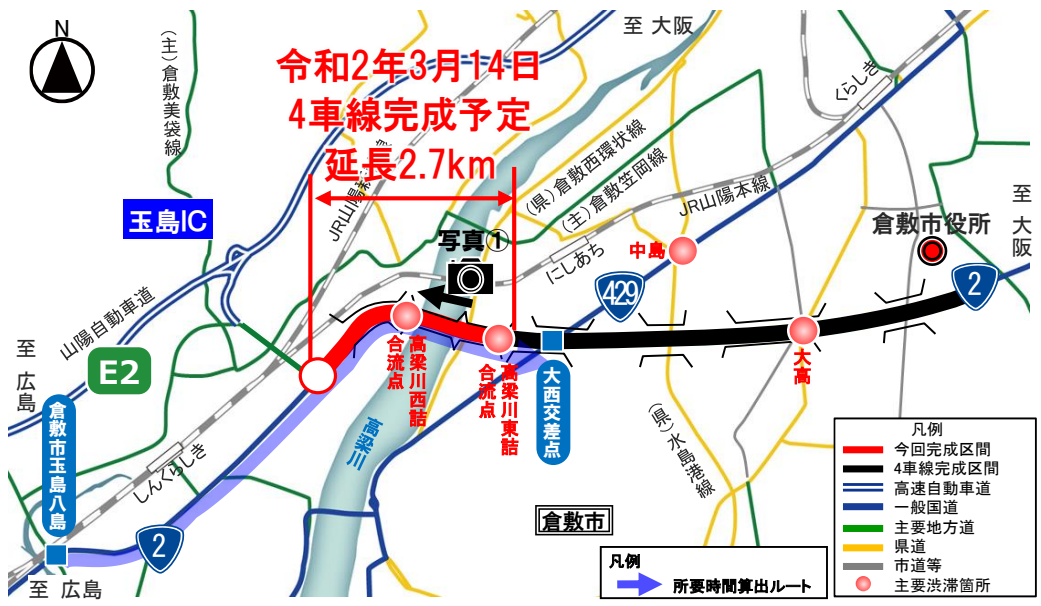 N
至 大阪
令和2年3月14日
4車線完成予定
延長2.7km
(主)倉敷美袋線
くらしき
(県)倉敷西環状線
(主)倉敷笠岡線
JR山陽本線
至 大阪
玉島IC
写真①
中島
倉敷市役所
にしあち
429
2
山陽自動車道
至 広島
E2
高梁川西詰
合流点
高梁川東詰
合流点
大西交差点
大高
倉敷市玉島八島
しんくらしき
高梁川
(県)水島港線
2
倉敷市
至 広島
凡例
所要時間算出ルート
凡例
今回完成区間
4車線完成区間
高速自動車道
一般国道
主要地方道
県道
市道等
主要渋滞箇所